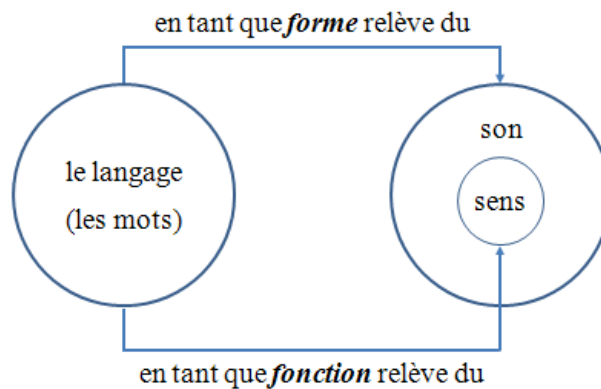 en tant que forme relève du
le langage
(les mots)
son
sens
en tant que fonction relève du